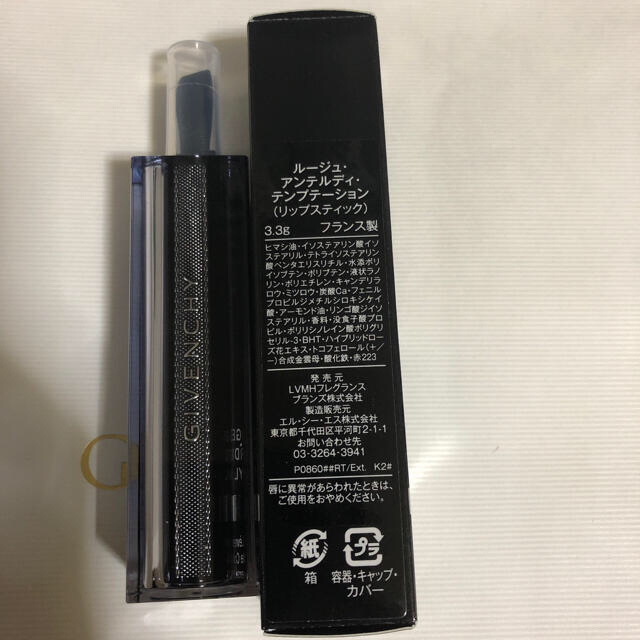 ルージュ・
アンテルディ・
テンプテーション
(リップスティック)
3.3g フランス製
ヒマシ油・イソステアリン酸イソ
ステアリル・テトライソステアリン
酸ペンタエリスリチル・水添ポリ
イソブテン・ポリブテン・液状ラノ
リン・ポリエチレン・キャンデリラ
ロウ・ミツロウ・炭酸Ca・フェニル
プロピルジメチルシロキシケイ
酸・アーモンド油・リンゴ酸ジイソ
ステアリル・香料・没食子酸プロ
ピル・ポリリシノレイン酸ポリグリ
セリル-3・BHT・ハイブリッドロー
ズ花エキス・トコフェロール(+/
-)合成金雲母・酸化鉄・赤223
発売元
LVMHフレグランス
ブランズ株式会社
製造販売元
エル・シー・エス株式会社
東京都千代田区平河町2-1-1
お問い合わせ先
03-3264-3941
P0860##RT/Ext. K2#
唇に異常があらわれたときは、
ご使用をおやめください。
紙 プラ
箱 容器・キャップ・
カバー
GIVENCHY